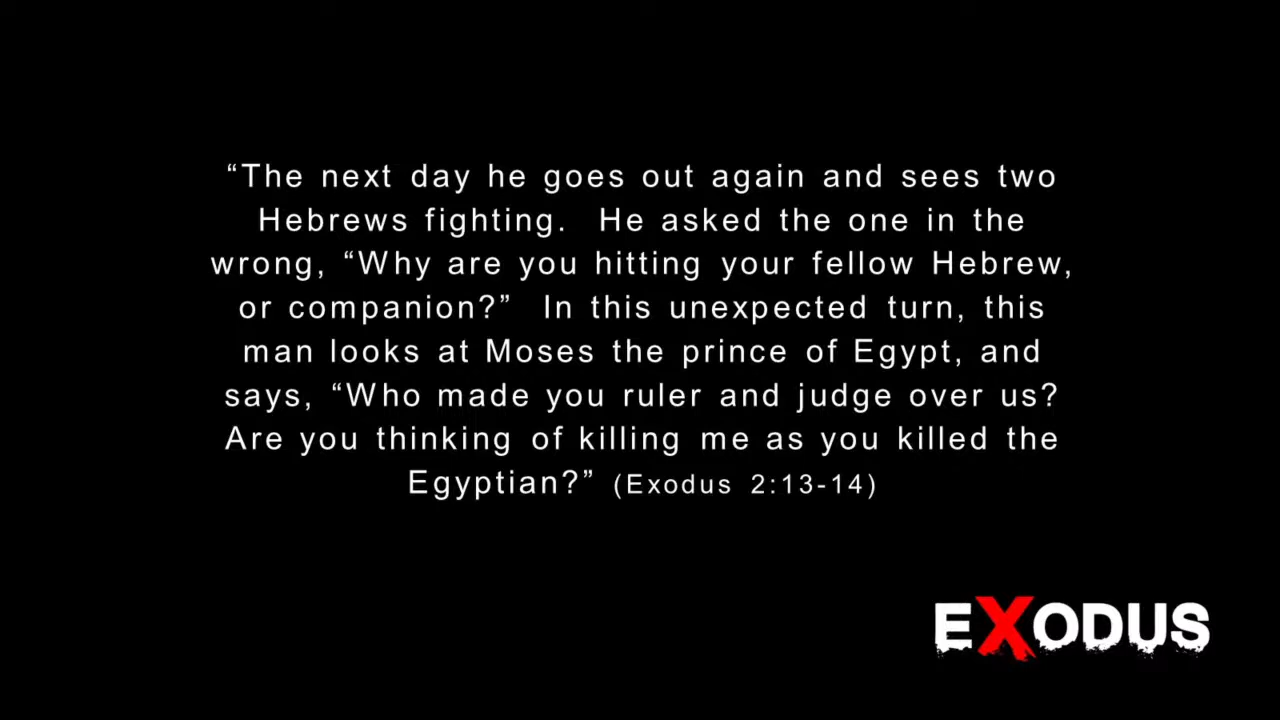 “The next day he goes out again and sees two
Hebrews fighting.  He asked the one in the
wrong, “Why are you hitting your fellow Hebrew,
or companion?”  In this unexpected turn, this
man looks at Moses the prince of Egypt, and
says, “Who made you ruler and judge over us?
Are you thinking of killing me as you killed the
Egyptian?” (Exodus 2:13-14)
EXODUS